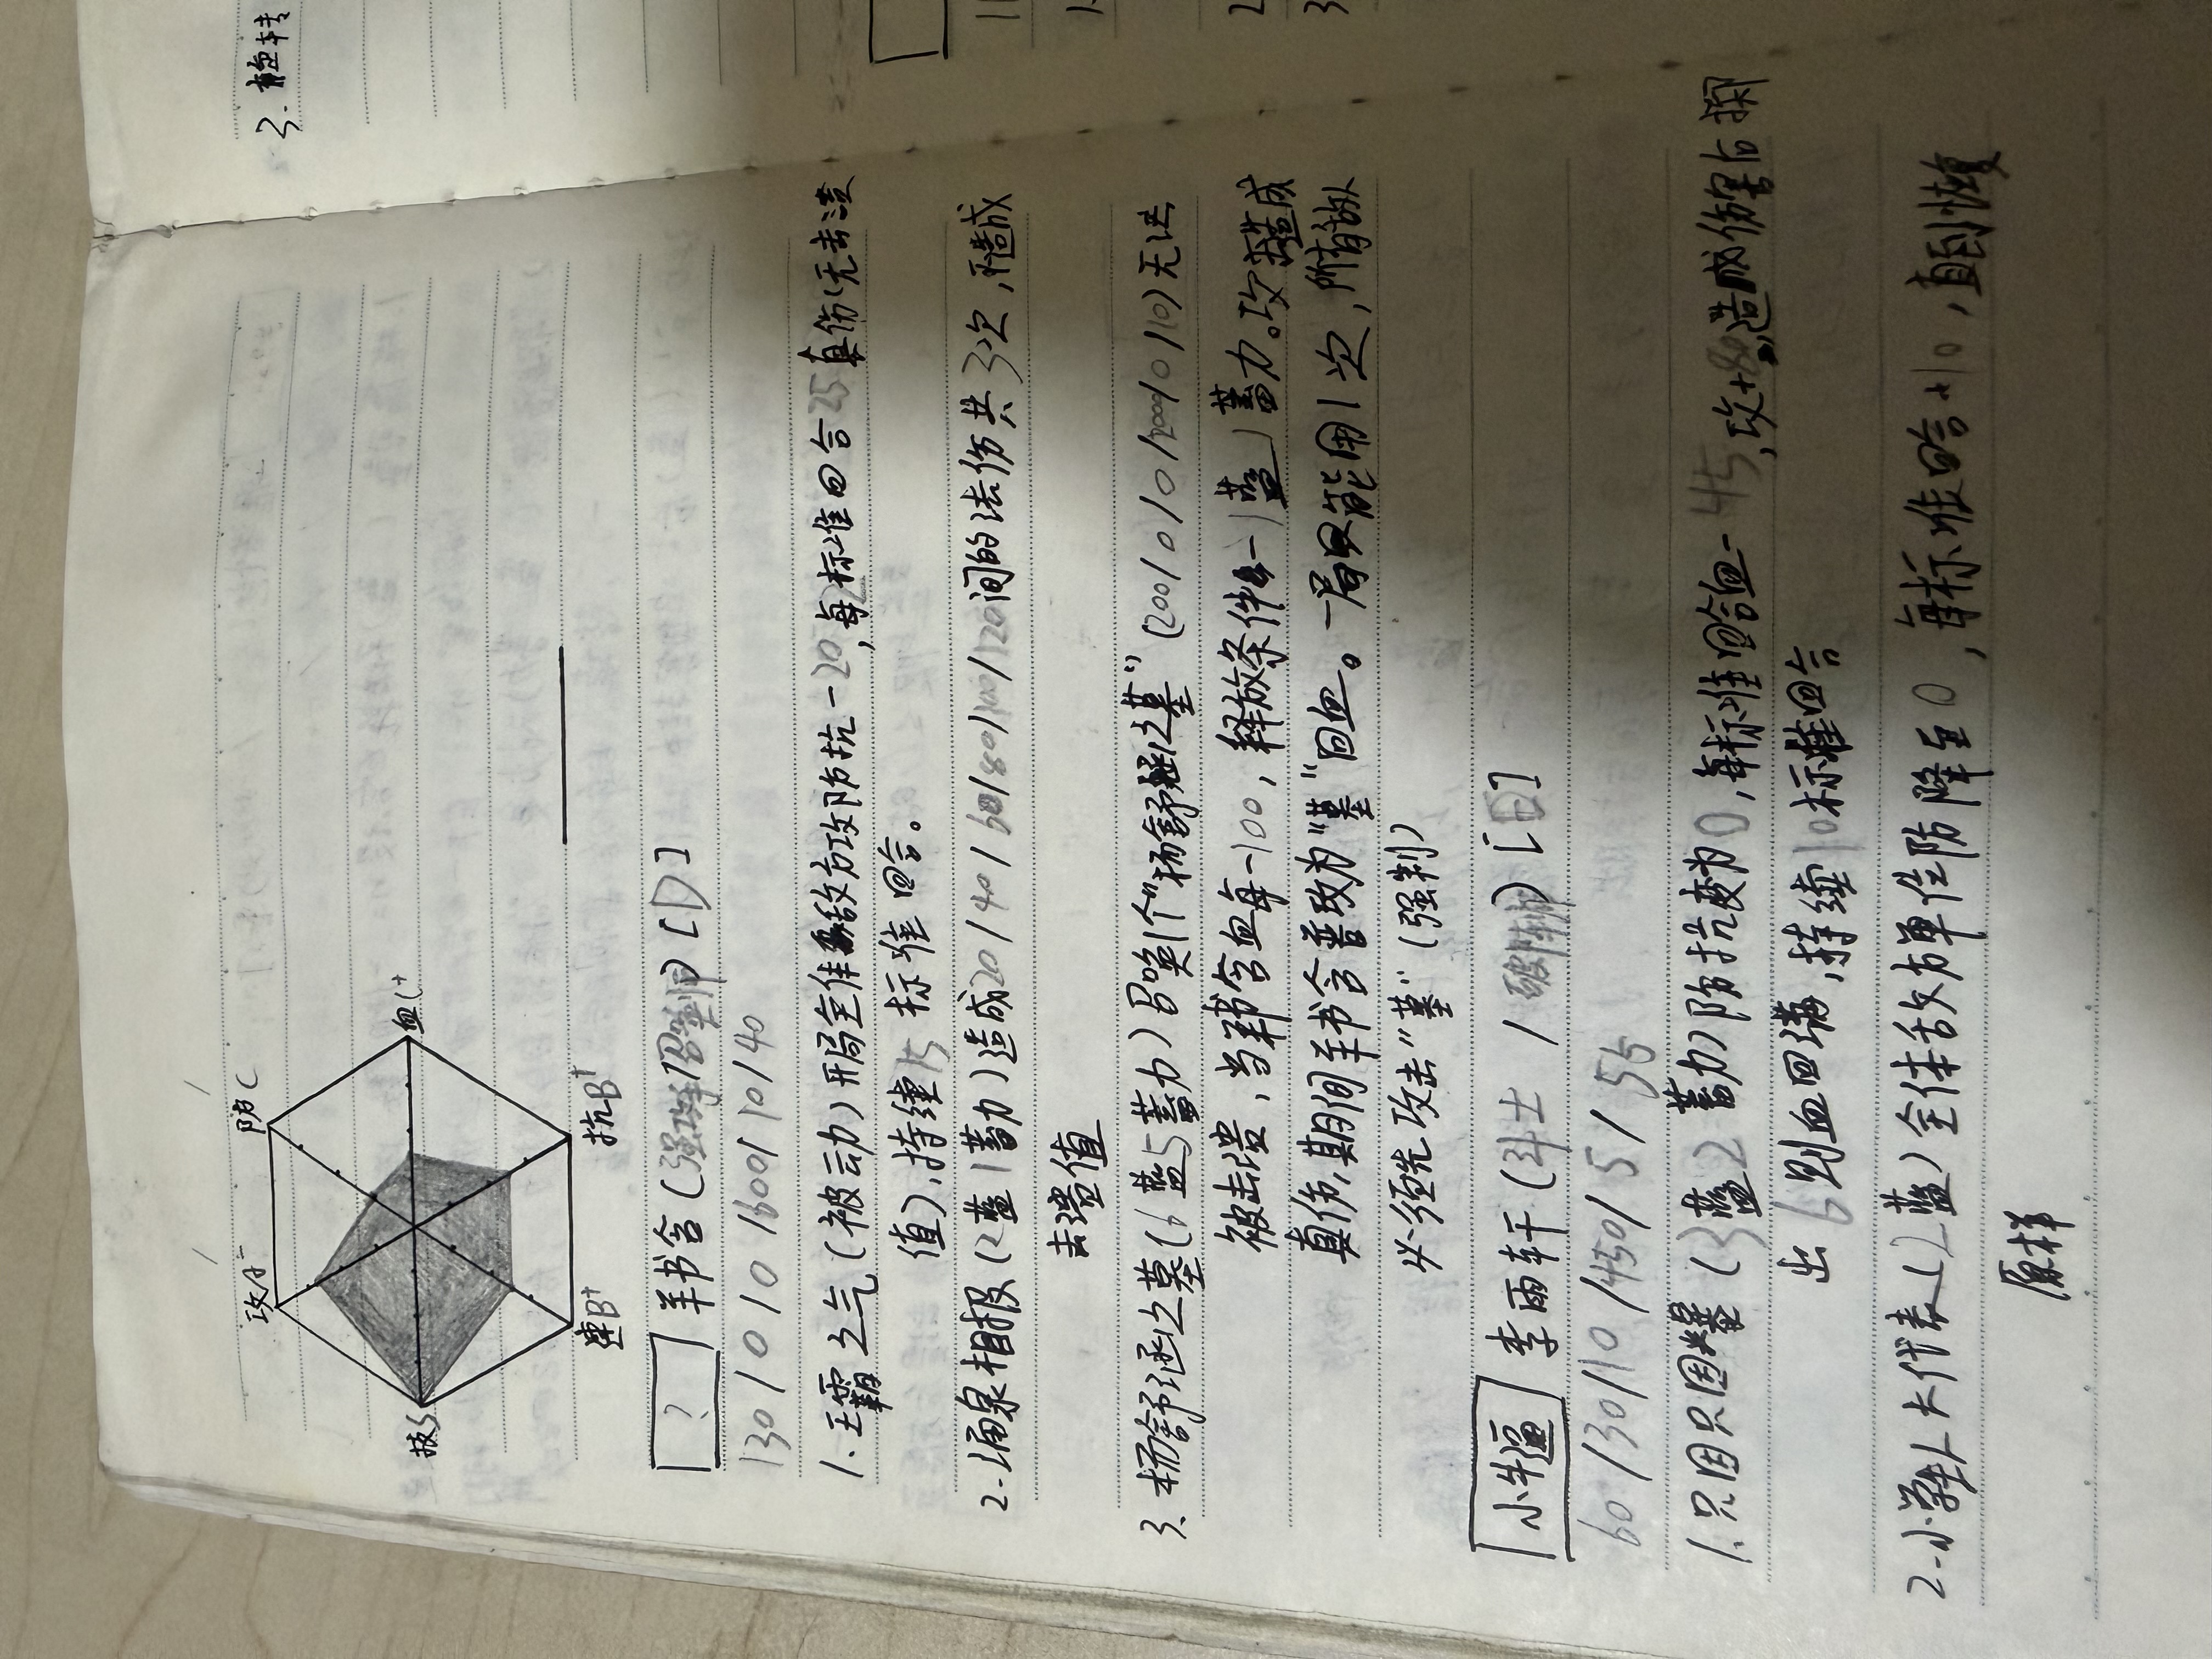 攻A⁻ 防C
技S 血C⁺
速B⁺ 抗B⁺
3. 旋转
? 羊书含(强攻手/召唤师) [D]
130/0/0/600/10/40
1. 王霸之气(被动)开局全体敌方攻防抗-20,每标准回合25真伤(无击溃
值),持续15标准回合。
2. 涌泉相报(2蓝1蓄力)造成20/40/60/80/100/120间的法伤共3次,不造成
击溃值
3. 杨舒涵之墓(6蓝5蓄力)召唤1个"杨舒涵之墓"(200/0/0/2000/0/10)无法
被击溃,当羊书含血每-100,释放条件-1蓝1蓄力。攻击造成
真伤,期间羊书含普攻为"墓"回血。一局只能用1次,所有敌人
必须先攻击"墓"(强制)
小牛逼 李雨轩(斗士/破阵师) [E]
60/30/10/450/5/55
1. 只因只因爆(3蓝2蓄力)防抗变为0,每标准回合血-45,攻+80,造成伤害后掷
出6则血回满,持续10标准回合
2. 小学生人大代表(2蓝)全体敌方单位防降至0,每标准回合+10,直到恢复
原样